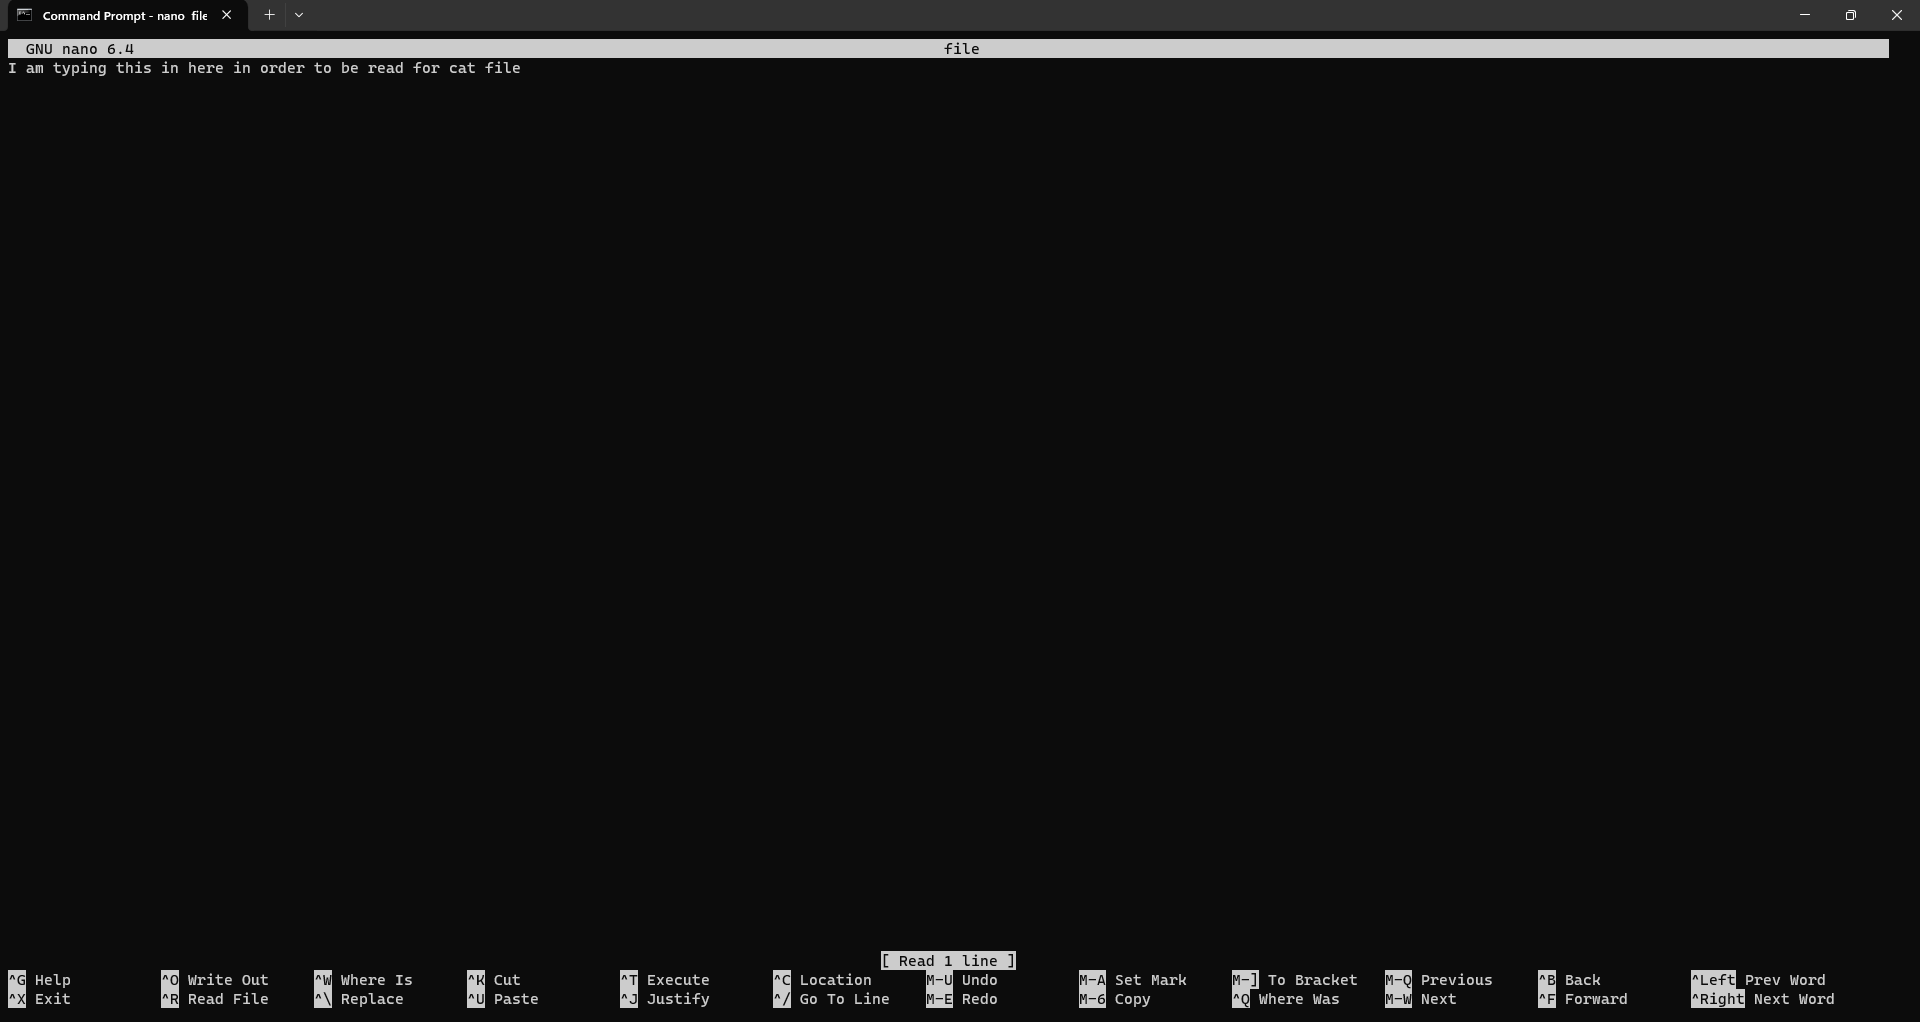 Command Prompt - nano  file
GNU nano 6.4 file
I am typing this in here in order to be read for cat file
[ Read 1 line ]
^G Help ^O Write Out ^W Where Is ^K Cut ^T Execute ^C Location M-U Undo M-A Set Mark M-] To Bracket M-Q Previous ^B Back ^Left Prev Word
^X Exit ^R Read File ^\ Replace ^U Paste ^J Justify ^/ Go To Line M-E Redo M-6 Copy ^Q Where Was M-W Next ^F Forward ^Right Next Word